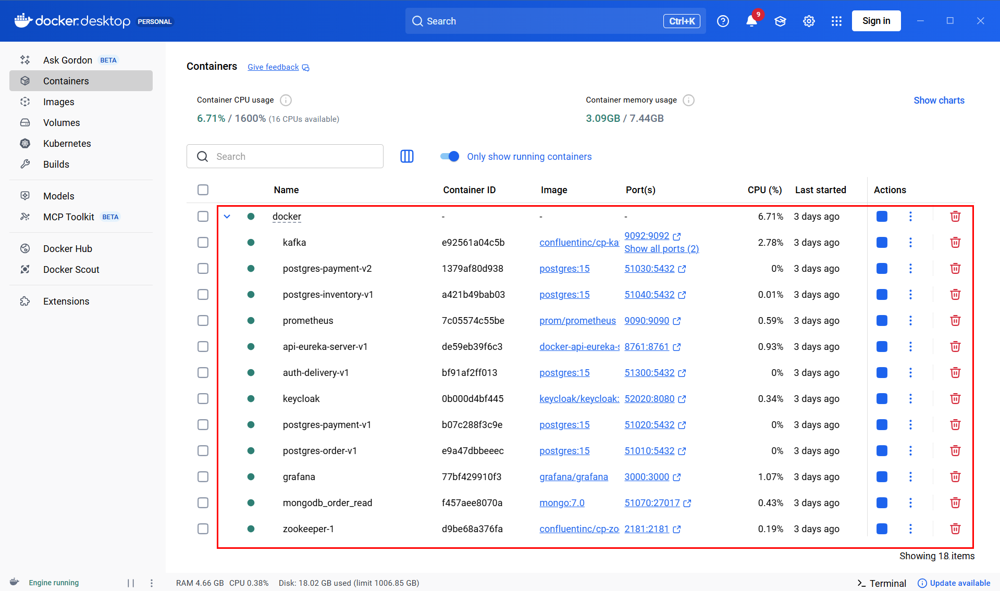 docker.desktop PERSONAL Search Ctrl+K 9 Sign in
Ask Gordon BETA
Containers
Images
Volumes
Kubernetes
Builds
Models
MCP Toolkit BETA
Docker Hub
Docker Scout
Extensions
Containers Give feedback
Container CPU usage
6.71% / 1600% (16 CPUs available)
Container memory usage
3.09GB / 7.44GB
Show charts
Search
Only show running containers
Name Container ID Image Port(s) CPU (%) Last started Actions
docker - - - 6.71% 3 days ago
kafka e92561a04c5b confluentinc/cp-ka 9092:9092 2.78% 3 days ago
Show all ports (2)
postgres-payment-v2 1379af80d938 postgres:15 51030:5432 0% 3 days ago
postgres-inventory-v1 a421b49bab03 postgres:15 51040:5432 0.01% 3 days ago
prometheus 7c05574c55be prom/prometheus 9090:9090 0.59% 3 days ago
api-eureka-server-v1 de59eb39f6c3 docker-api-eureka-s 8761:8761 0.93% 3 days ago
auth-delivery-v1 bf91af2ff013 postgres:15 51300:5432 0% 3 days ago
keycloak 0b000d4bf445 keycloak/keycloak: 52020:8080 0.34% 3 days ago
postgres-payment-v1 b07c288f3c9e postgres:15 51020:5432 0% 3 days ago
postgres-order-v1 e9a47dbbeeec postgres:15 51010:5432 0% 3 days ago
grafana 77bf429910f3 grafana/grafana 3000:3000 1.07% 3 days ago
mongodb_order_read f457aee8070a mongo:7.0 51070:27017 0.43% 3 days ago
zookeeper-1 d9be68a376fa confluentinc/cp-zo 2181:2181 0.19% 3 days ago
Showing 18 items
Engine running RAM 4.66 GB CPU 0.38% Disk: 18.02 GB used (limit 1006.85 GB) >_ Terminal Update available